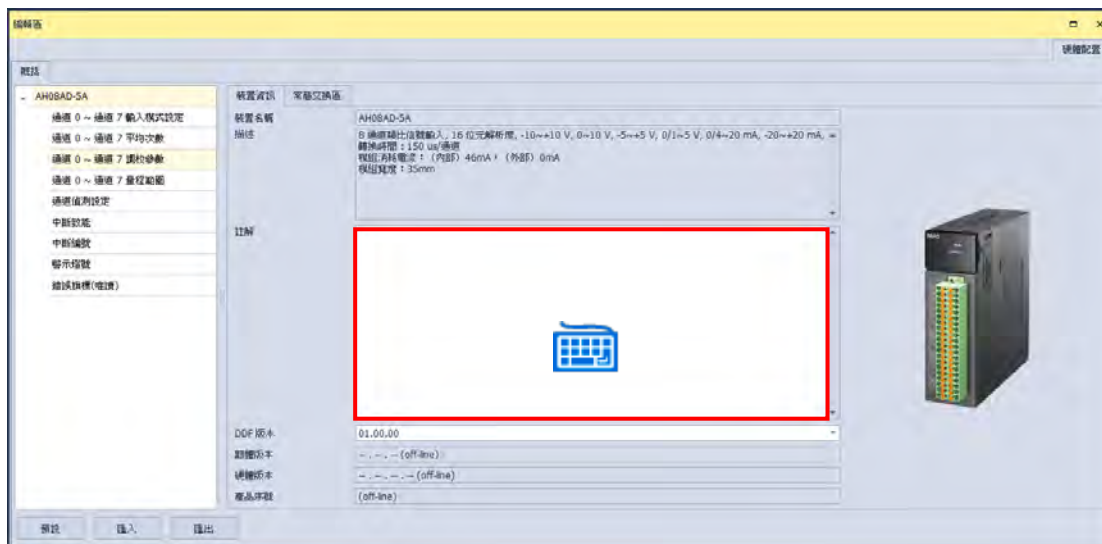 編輯區
硬體配置
概括
AH08AD-5A
通道 0 ~ 通道 7 輸入模式設定
通道 0 ~ 通道 7 平均次數
通道 0 ~ 通道 7 調校參數
通道 0 ~ 通道 7 量程範圍
通道偵測設定
中斷致能
中斷編號
警示搐號
錯誤旗標(唯讀)
裝置資訊 常態交換區
裝置名稱 AH08AD-5A
描述 8 通道類比信號輸入, 16 位元解析度, -10~+10 V, 0~10 V, -5~+5 V, 0/1~5 V, 0/4~20 mA, -20~+20 mA,
轉換時間：150 us/通道
模組消耗電流：（內部）46mA，（外部）0mA
模組寬度：35mm
註解
DDF 版本 01.00.00
韌體版本 -.-.-(off-line)
硬體版本 -.-.-.-(off-line)
產品序號 (off-line)
預設 匯入 匯出